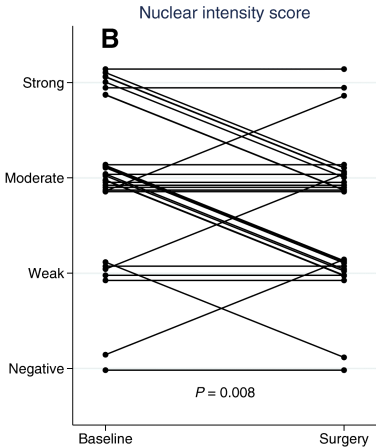 Nuclear intensity score
B
Strong
Moderate
Weak
Negative
P = 0.008
Baseline Surgery